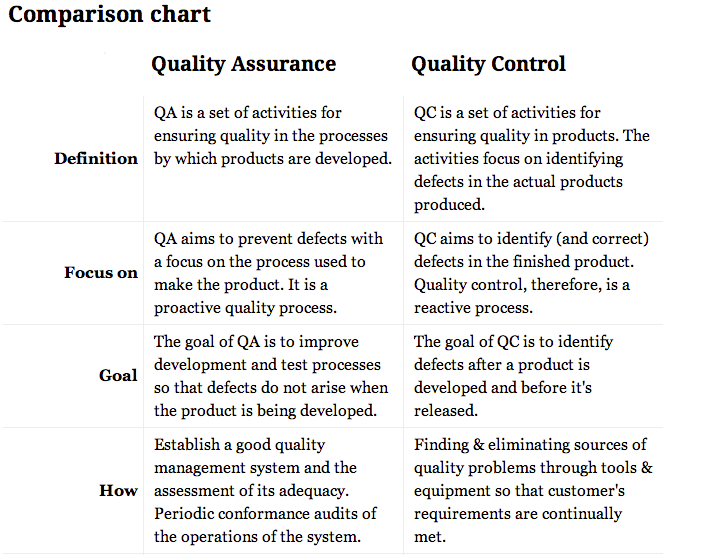 Comparison chart
Quality Assurance
Quality Control
Definition
QA is a set of activities for
ensuring quality in the processes
by which products are developed.
QC is a set of activities for
ensuring quality in products. The
activities focus on identifying
defects in the actual products
produced.
Focus on
QA aims to prevent defects with
a focus on the process used to
make the product. It is a
proactive quality process.
QC aims to identify (and correct)
defects in the finished product.
Quality control, therefore, is a
reactive process.
Goal
The goal of QA is to improve
development and test processes
so that defects do not arise when
the product is being developed.
The goal of QC is to identify
defects after a product is
developed and before it's
released.
How
Establish a good quality
management system and the
assessment of its adequacy.
Periodic conformance audits of
the operations of the system.
Finding & eliminating sources of
quality problems through tools &
equipment so that customer's
requirements are continually
met.